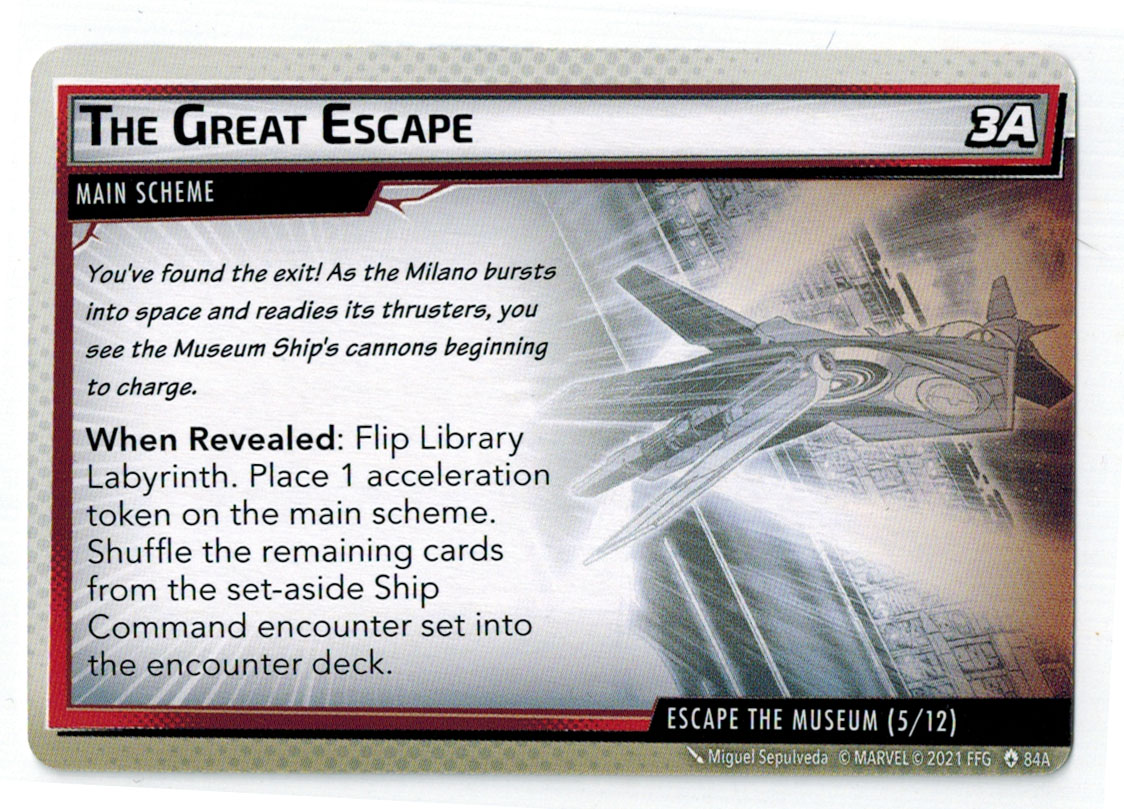 THE GREAT ESCAPE 3A
MAIN SCHEME
You've found the exit! As the Milano bursts
into space and readies its thrusters, you
see the Museum Ship's cannons beginning
to charge.
When Revealed: Flip Library
Labyrinth. Place 1 acceleration
token on the main scheme.
Shuffle the remaining cards
from the set-aside Ship
Command encounter set into
the encounter deck.
ESCAPE THE MUSEUM (5/12)
Miguel Sepulveda © MARVEL © 2021 FFG 84A